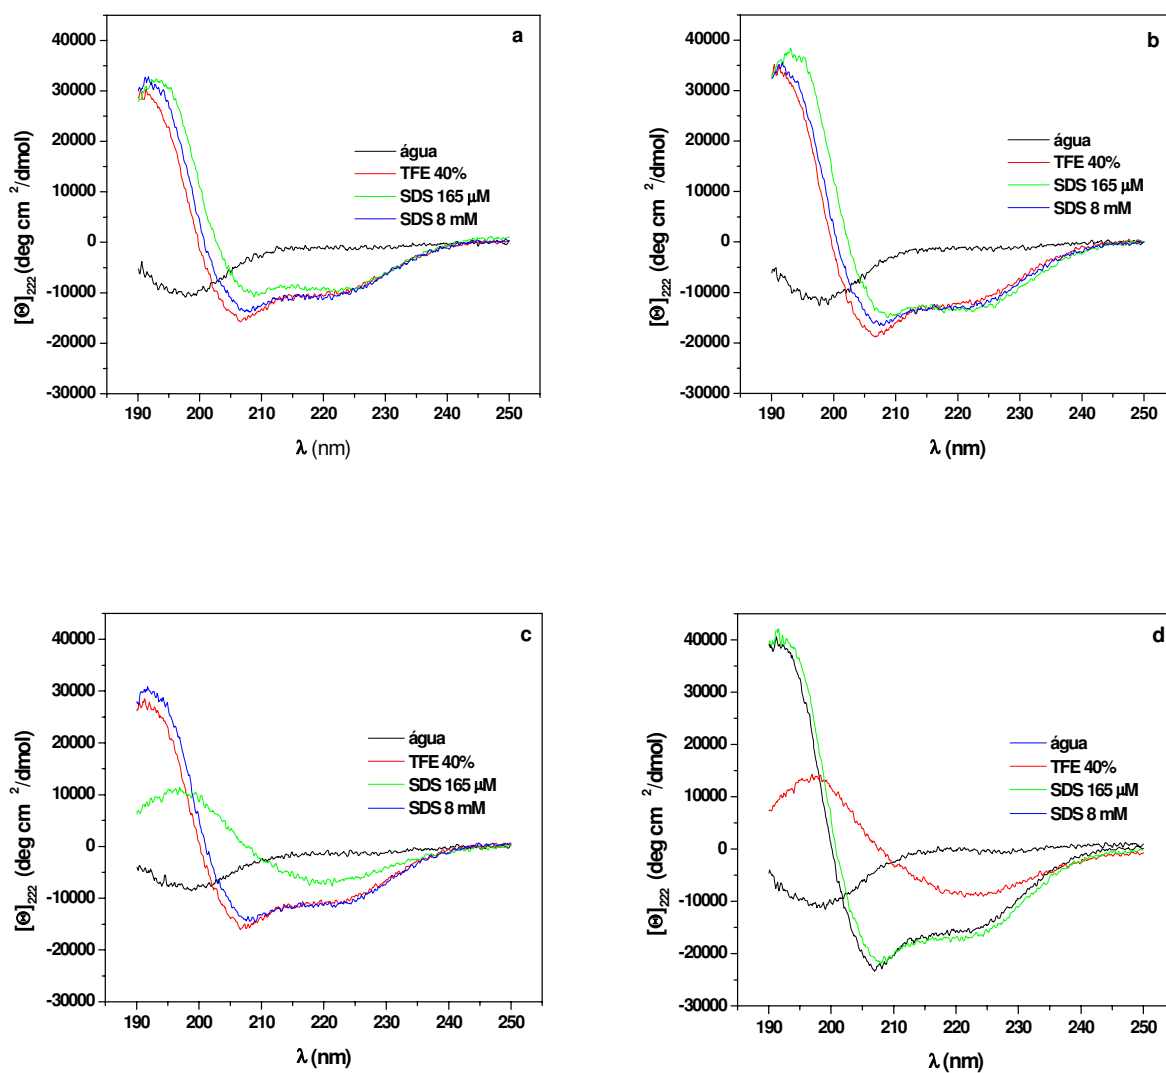 a
40000
30000
20000
10000
0
-10000
-20000
-30000
[Θ]222 (deg cm 2/dmol)
água
TFE 40%
SDS 165 µM
SDS 8 mM
190 200 210 220 230 240 250
λ (nm)
b
40000
30000
20000
10000
0
-10000
-20000
-30000
[Θ]222 (deg cm 2/dmol)
água
TFE 40%
SDS 165 µM
SDS 8 mM
190 200 210 220 230 240 250
λ (nm)
c
40000
30000
20000
10000
0
-10000
-20000
-30000
[Θ]222 (deg cm 2/dmol)
água
TFE 40%
SDS 165 µM
SDS 8 mM
190 200 210 220 230 240 250
λ (nm)
d
40000
30000
20000
10000
0
-10000
-20000
-30000
[Θ]222 (deg cm 2/dmol)
água
TFE 40%
SDS 165 µM
SDS 8 mM
190 200 210 220 230 240 250
λ (nm)